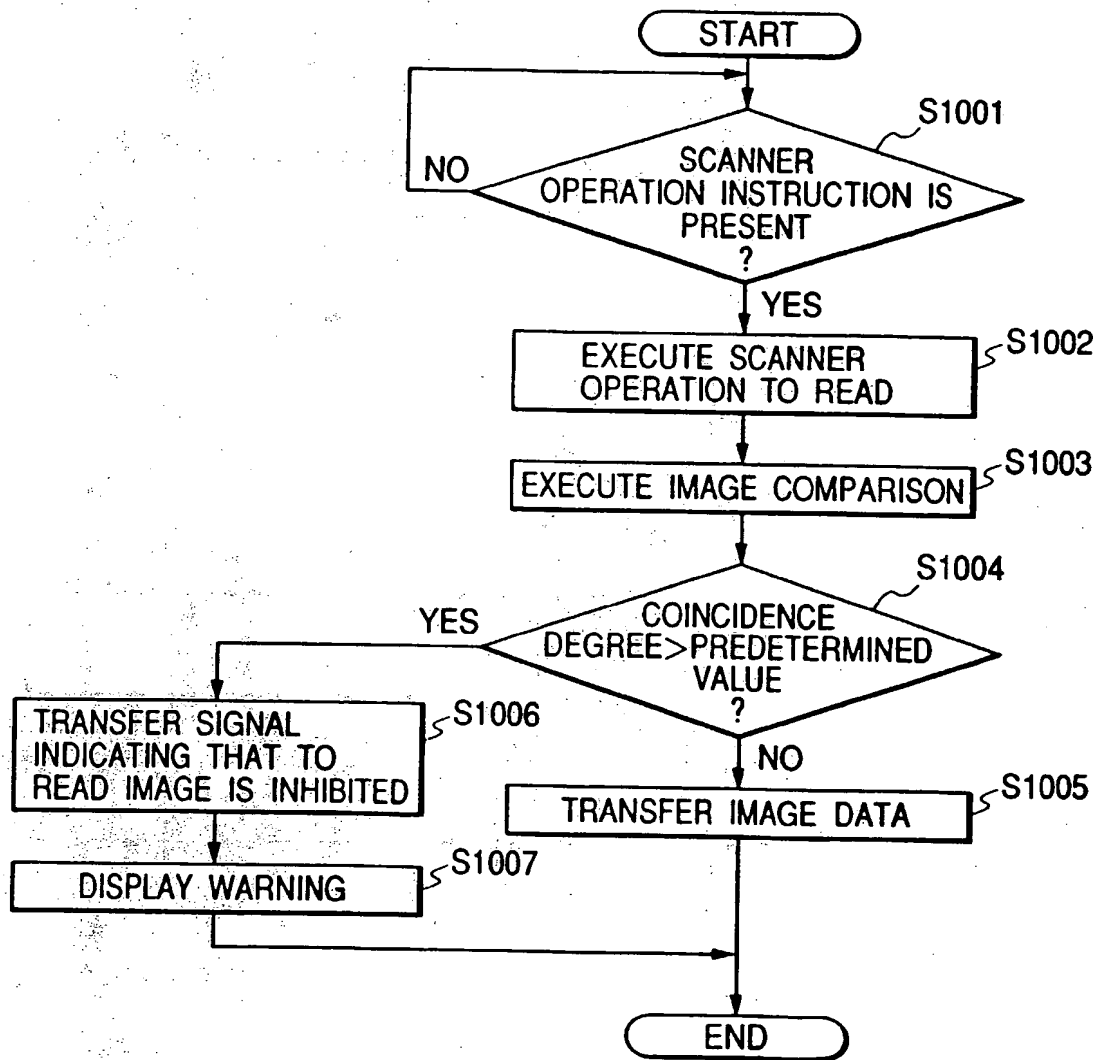 START
S1001
NO
SCANNER
OPERATION INSTRUCTION IS
PRESENT
?
YES
S1002
EXECUTE SCANNER
OPERATION TO READ
S1003
EXECUTE IMAGE COMPARISON
S1004
YES
COINCIDENCE
DEGREE>PREDETERMINED
VALUE
?
S1006
TRANSFER SIGNAL
INDICATING THAT TO
READ IMAGE IS INHIBITED
NO
S1005
TRANSFER IMAGE DATA
S1007
DISPLAY WARNING
END